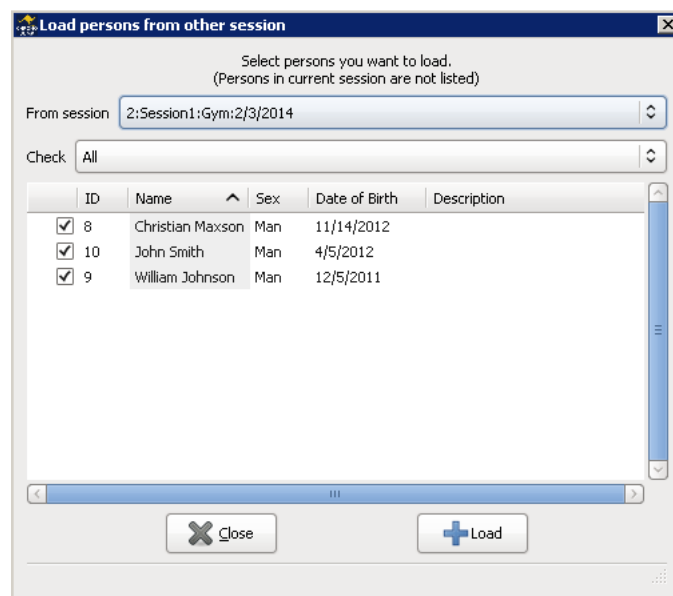 Load persons from other session
Select persons you want to load.
(Persons in current session are not listed)
From session 2:Session1:Gym:2/3/2014
Check All
ID Name Sex Date of Birth Description
8 Christian Maxson Man 11/14/2012
10 John Smith Man 4/5/2012
9 William Johnson Man 12/5/2011
Close Load